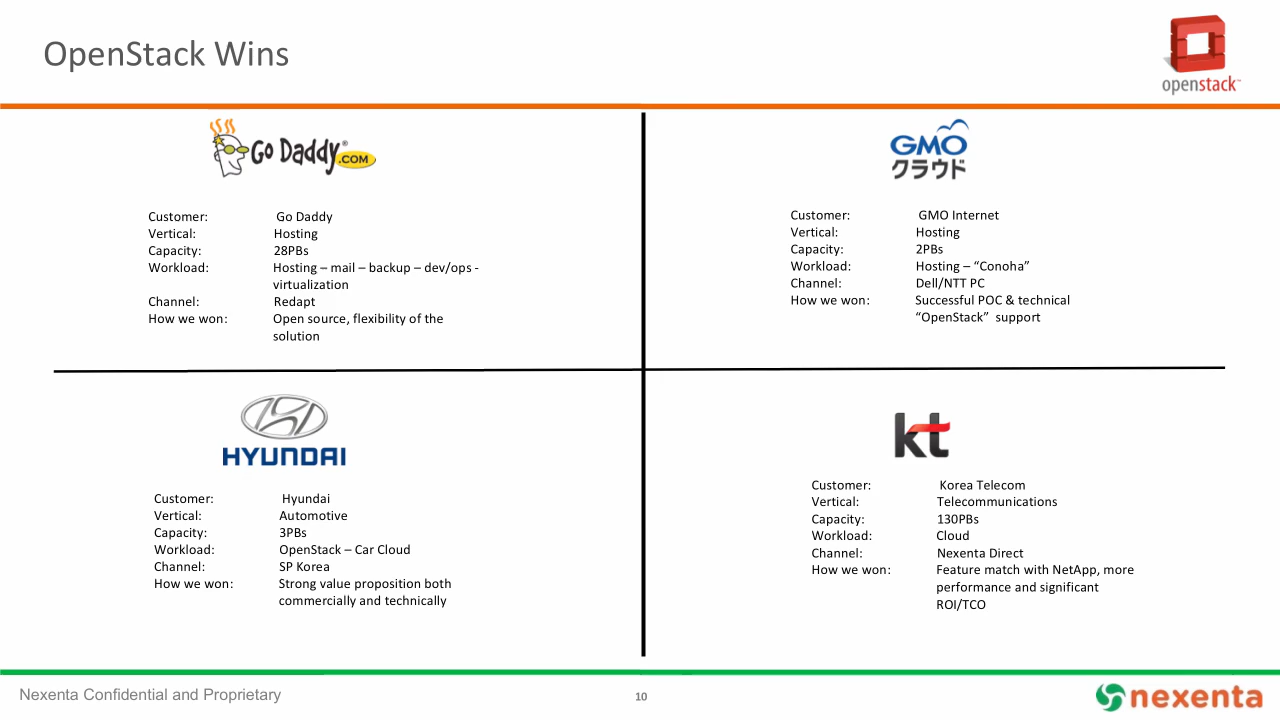 OpenStack Wins
openstack™
Go Daddy®.COM
Customer: Go Daddy
Vertical: Hosting
Capacity: 28PBs
Workload: Hosting – mail – backup – dev/ops -
virtualization
Channel: Redapt
How we won: Open source, flexibility of the
solution
GMO
クラウド
Customer: GMO Internet
Vertical: Hosting
Capacity: 2PBs
Workload: Hosting – “Conoha”
Channel: Dell/NTT PC
How we won: Successful POC & technical
“OpenStack” support
HYUNDAI
Customer: Hyundai
Vertical: Automotive
Capacity: 3PBs
Workload: OpenStack – Car Cloud
Channel: SP Korea
How we won: Strong value proposition both
commercially and technically
kt
Customer: Korea Telecom
Vertical: Telecommunications
Capacity: 130PBs
Workload: Cloud
Channel: Nexenta Direct
How we won: Feature match with NetApp, more
performance and significant
ROI/TCO
Nexenta Confidential and Proprietary
10
nexenta